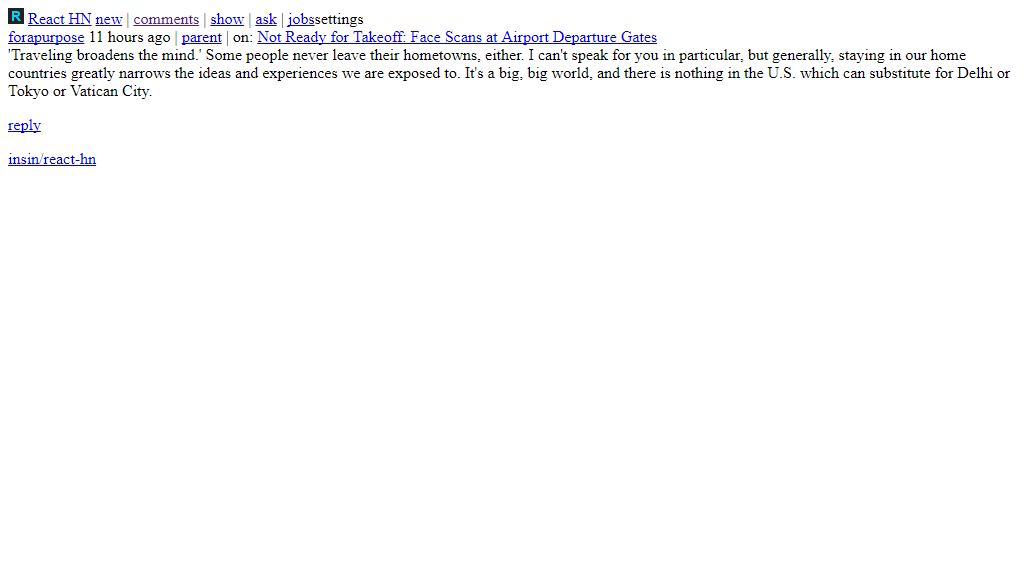 R React HN new | comments | show | ask | jobssettings
forapurpose 11 hours ago | parent | on: Not Ready for Takeoff: Face Scans at Airport Departure Gates
'Traveling broadens the mind.' Some people never leave their hometowns, either. I can't speak for you in particular, but generally, staying in our home
countries greatly narrows the ideas and experiences we are exposed to. It's a big, big world, and there is nothing in the U.S. which can substitute for Delhi or
Tokyo or Vatican City.
reply
insin/react-hn